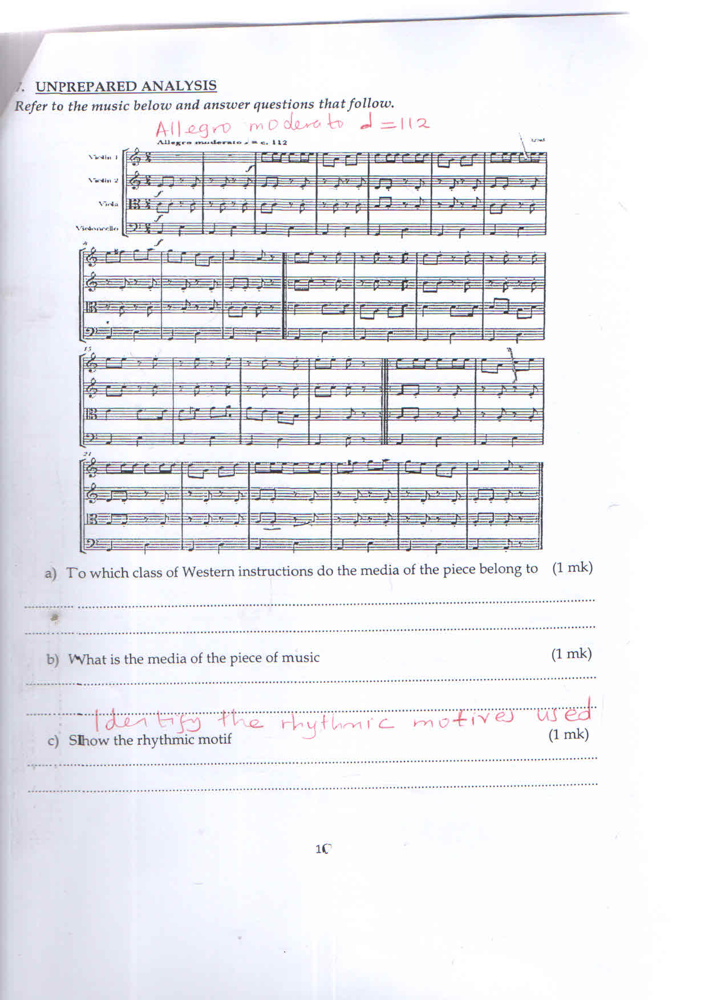 7. UNPREPARED ANALYSIS
Refer to the music below and answer questions that follow.
Allegro moderato d = 112
Allegro moderato ♩ = c. 112
Violin 1
Violin 2
Viola
Violoncello
f
f
f
f
15
21
a) To which class of Western instructions do the media of the piece belong to (1 mk)
b) What is the media of the piece of music (1 mk)
Identify the rhythmic motives used
c) Show the rhythmic motif (1 mk)
10